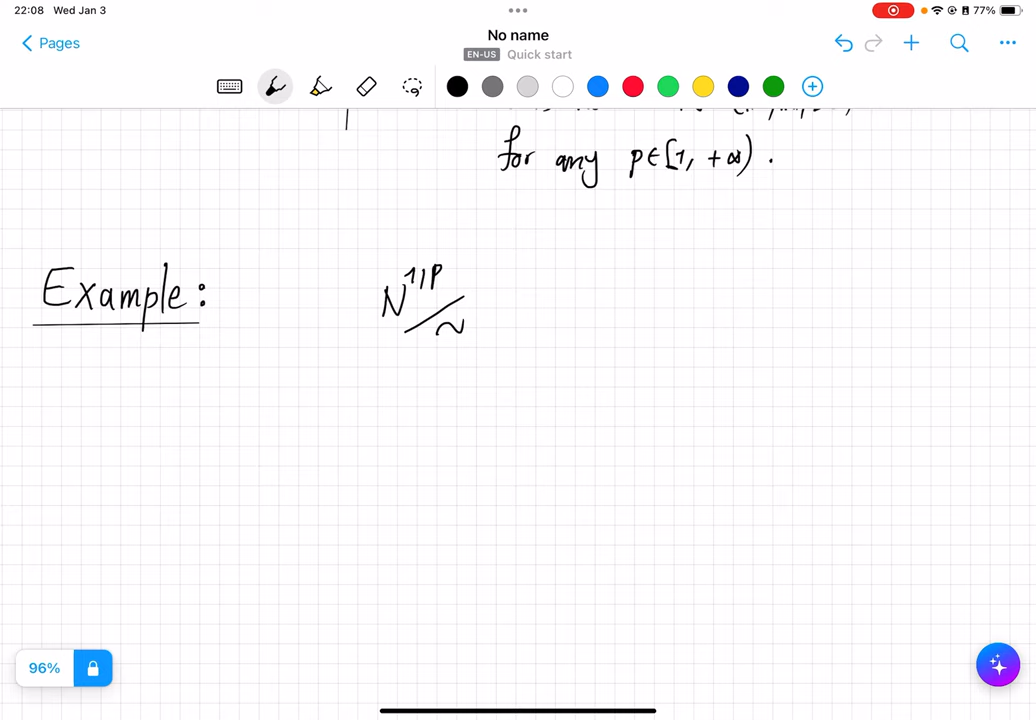 22:08 Wed Jan 3
77%
Pages
No name
EN-US Quick start
for any p∈[1, +∞).
Example: N^1/p/~
96%